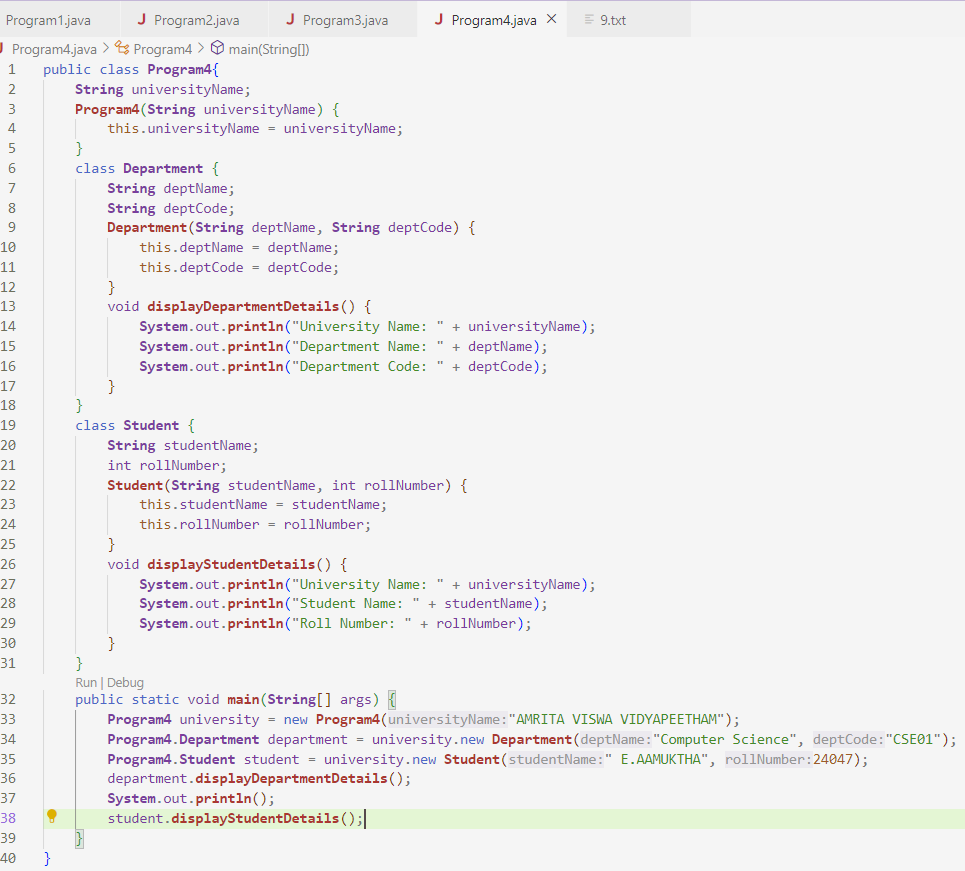 Program1.java J Program2.java J Program3.java J Program4.java × 9.txt
J Program4.java > Program4 > main(String[])
1 public class Program4{
2     String universityName;
3     Program4(String universityName) {
4         this.universityName = universityName;
5     }
6     class Department {
7         String deptName;
8         String deptCode;
9         Department(String deptName, String deptCode) {
10             this.deptName = deptName;
11             this.deptCode = deptCode;
12         }
13         void displayDepartmentDetails() {
14             System.out.println("University Name: " + universityName);
15             System.out.println("Department Name: " + deptName);
16             System.out.println("Department Code: " + deptCode);
17         }
18     }
19     class Student {
20         String studentName;
21         int rollNumber;
22         Student(String studentName, int rollNumber) {
23             this.studentName = studentName;
24             this.rollNumber = rollNumber;
25         }
26         void displayStudentDetails() {
27             System.out.println("University Name: " + universityName);
28             System.out.println("Student Name: " + studentName);
29             System.out.println("Roll Number: " + rollNumber);
30         }
31     }
Run | Debug
32     public static void main(String[] args) {
33         Program4 university = new Program4(universityName:"AMRITA VISWA VIDYAPEETHAM");
34         Program4.Department department = university.new Department(deptName:"Computer Science", deptCode:"CSE01");
35         Program4.Student student = university.new Student(studentName:" E.AAMUKTHA", rollNumber:24047);
36         department.displayDepartmentDetails();
37         System.out.println();
38         student.displayStudentDetails();
39     }
40 }